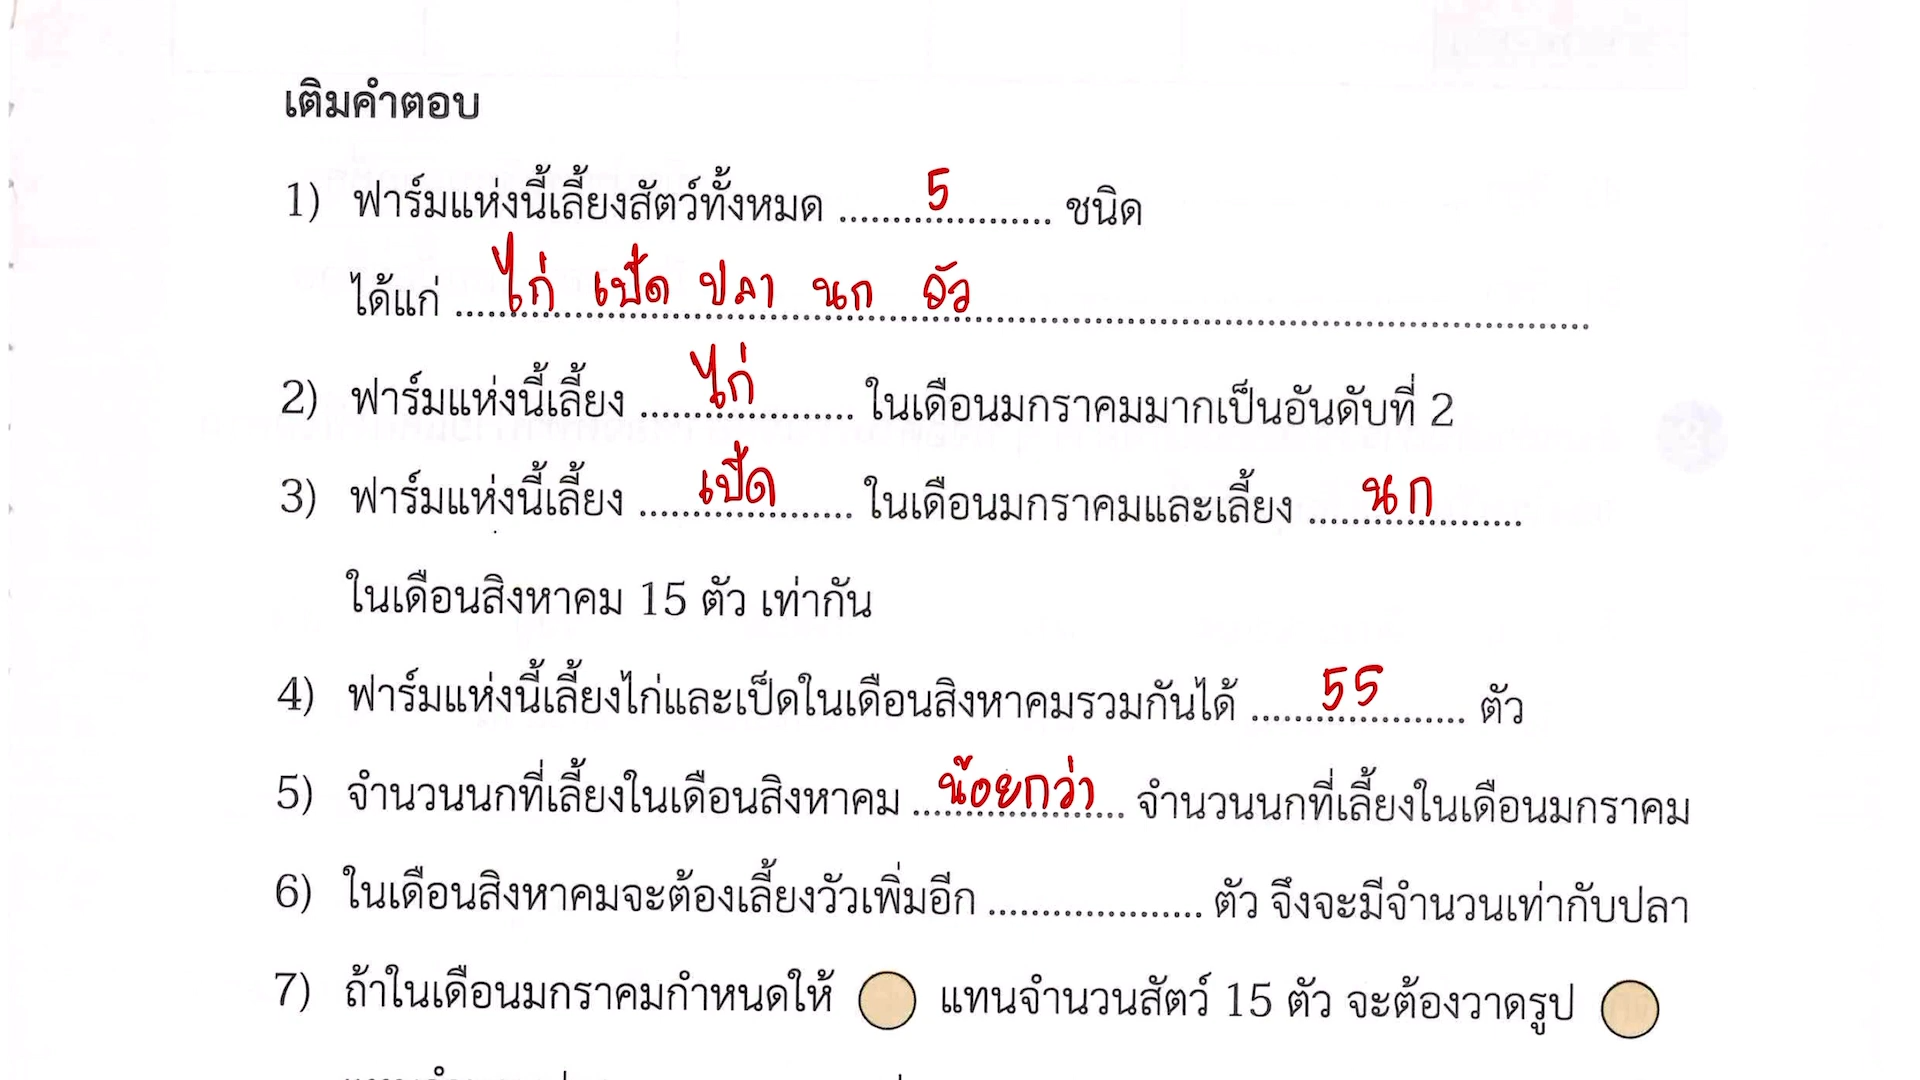 เติมคำตอบ
1) ฟาร์มแห่งนี้เลี้ยงสัตว์ทั้งหมด ....5.... ชนิด
ได้แก่ ....ไก่ เป็ด ปลา นก วัว....
2) ฟาร์มแห่งนี้เลี้ยง ....ไก่.... ในเดือนมกราคมมากเป็นอันดับที่ 2
3) ฟาร์มแห่งนี้เลี้ยง ....เป็ด.... ในเดือนมกราคมและเลี้ยง ....นก....
ในเดือนสิงหาคม 15 ตัว เท่ากัน
4) ฟาร์มแห่งนี้เลี้ยงไก่และเป็ดในเดือนสิงหาคมรวมกันได้ ....55.... ตัว
5) จำนวนนกที่เลี้ยงในเดือนสิงหาคม ....น้อยกว่า.... จำนวนนกที่เลี้ยงในเดือนมกราคม
6) ในเดือนสิงหาคมจะต้องเลี้ยงวัวเพิ่มอีก .................... ตัว จึงจะมีจำนวนเท่ากับปลา
7) ถ้าในเดือนมกราคมกำหนดให้ แทนจำนวนสัตว์ 15 ตัว จะต้องวาดรูป